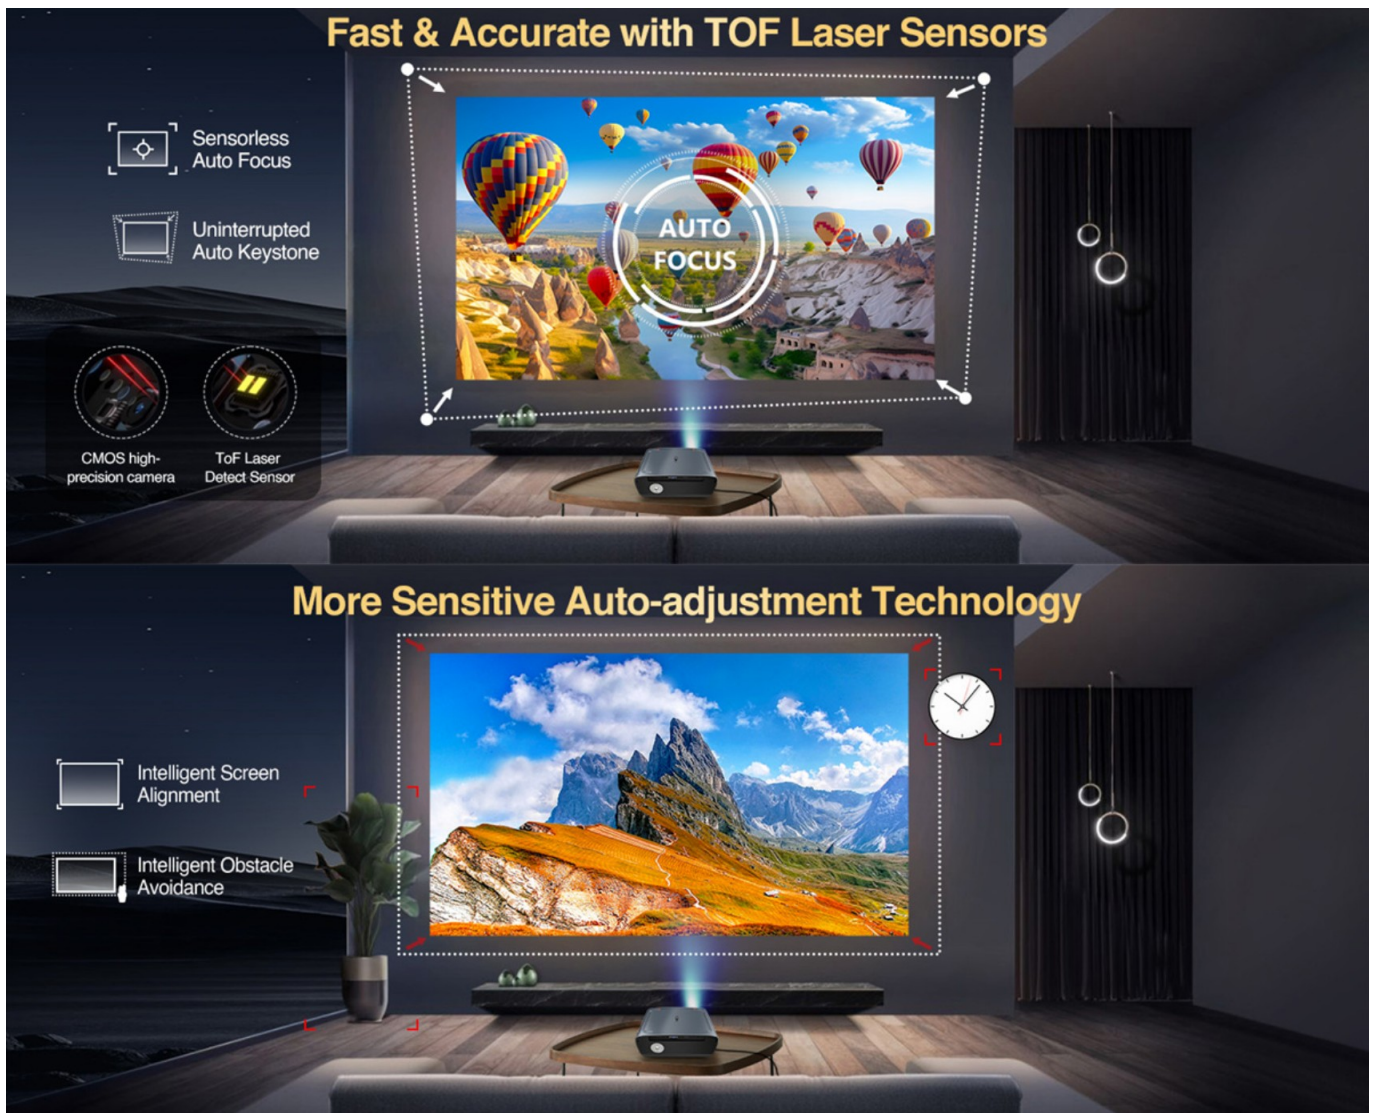 Fast & Accurate with TOF Laser Sensors
Sensorless
Auto Focus
Uninterrupted
Auto Keystone
AUTO
FOCUS
CMOS high-
precision camera
ToF Laser
Detect Sensor
More Sensitive Auto-adjustment Technology
Intelligent Screen
Alignment
Intelligent Obstacle
Avoidance